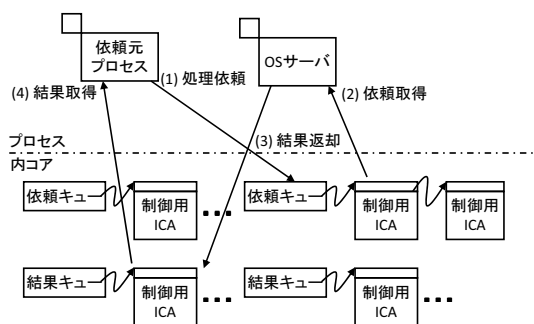 依頼元
プロセス
OSサーバ
(1) 処理依頼
(4) 結果取得
(2) 依頼取得
(3) 結果返却
プロセス
内コア
依頼キュー
制御用
ICA
依頼キュー
制御用
ICA
制御用
ICA
結果キュー
制御用
ICA
結果キュー
制御用
ICA